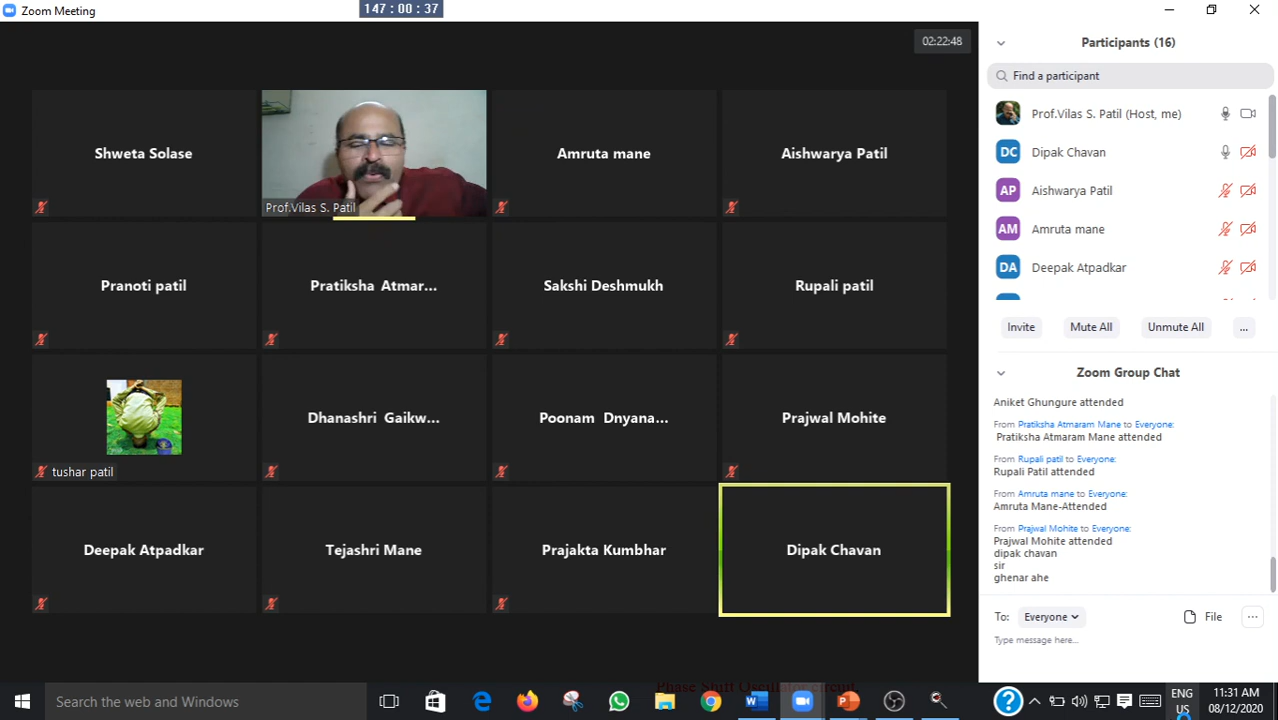 Zoom Meeting
147 : 00 : 37
02:22:48
Shweta Solase
Prof.Vilas S. Patil
Amruta mane
Aishwarya Patil
Pranoti patil
Pratiksha Atmar...
Sakshi Deshmukh
Rupali patil
tushar patil
Dhanashri Gaikw...
Poonam Dnyana...
Prajwal Mohite
Deepak Atpadkar
Tejashri Mane
Prajakta Kumbhar
Dipak Chavan
Participants (16)
Find a participant
Prof.Vilas S. Patil (Host, me)
DC Dipak Chavan
AP Aishwarya Patil
AM Amruta mane
DA Deepak Atpadkar
Invite
Mute All
Unmute All
...
Zoom Group Chat
Aniket Ghungure attended
From Pratiksha Atmaram Mane to Everyone:
Pratiksha Atmaram Mane attended
From Rupali patil to Everyone:
Rupali Patil attended
From Amruta mane to Everyone:
Amruta Mane-Attended
From Prajwal Mohite to Everyone:
Prajwal Mohite attended
dipak chavan
sir
ghenar ahe
To: Everyone
File
...
Type message here...
Phase Shift Oscillator circuit.
Search the web and Windows
ENG
US
11:31 AM
08/12/2020